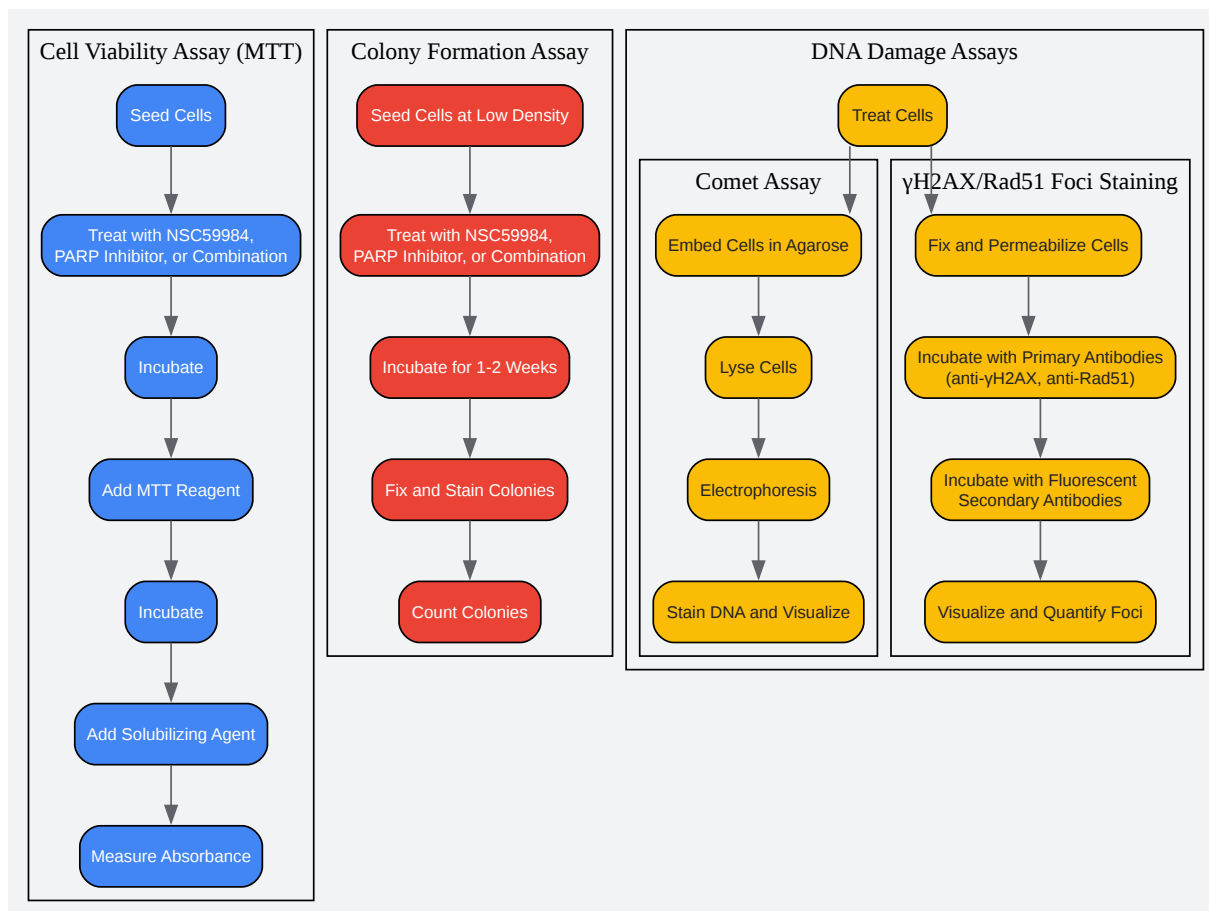 Cell Viability Assay (MTT)
Seed Cells
Treat with NSC59984,
PARP Inhibitor, or Combination
Incubate
Add MTT Reagent
Incubate
Add Solubilizing Agent
Measure Absorbance
Colony Formation Assay
Seed Cells at Low Density
Treat with NSC59984,
PARP Inhibitor, or Combination
Incubate for 1-2 Weeks
Fix and Stain Colonies
Count Colonies
DNA Damage Assays
Treat Cells
Comet Assay
Embed Cells in Agarose
Lyse Cells
Electrophoresis
Stain DNA and Visualize
γH2AX/Rad51 Foci Staining
Fix and Permeabilize Cells
Incubate with Primary Antibodies
(anti-γH2AX, anti-Rad51)
Incubate with Fluorescent
Secondary Antibodies
Visualize and Quantify Foci